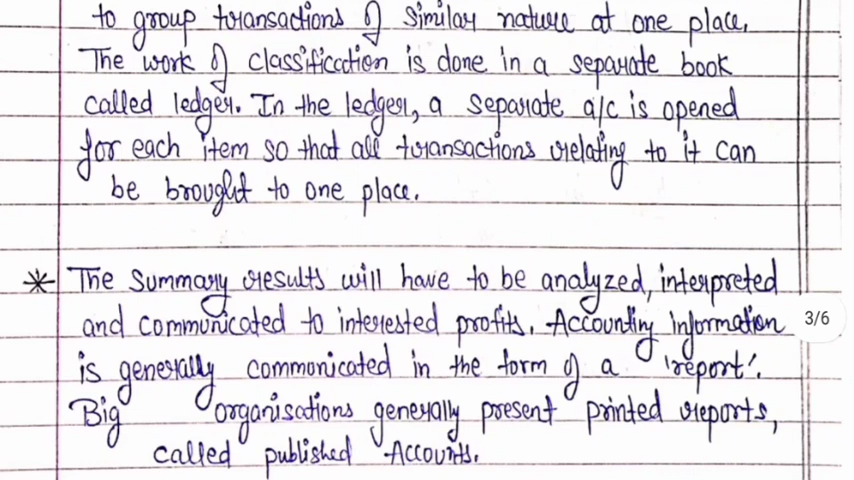 to group transactions of similar nature at one place.
The work of classification is done in a separate book
called ledger. In the ledger, a separate a/c is opened
for each item so that all transactions relating to it can
be brought to one place.
* The Summary results will have to be analyzed, interpreted
and communicated to interested profits. Accounting Information
3/6
is generally communicated in the form of a 'report'.
Big organisations generally present printed reports,
called published Accounts.